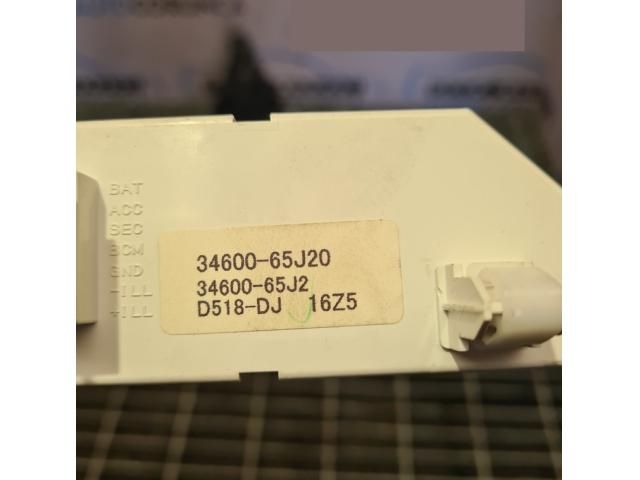 BAT
ACC
SEC
BCM
GND
-ILL
+ILL
34600-65J20
34600-65J2
D518-DJ 16Z5